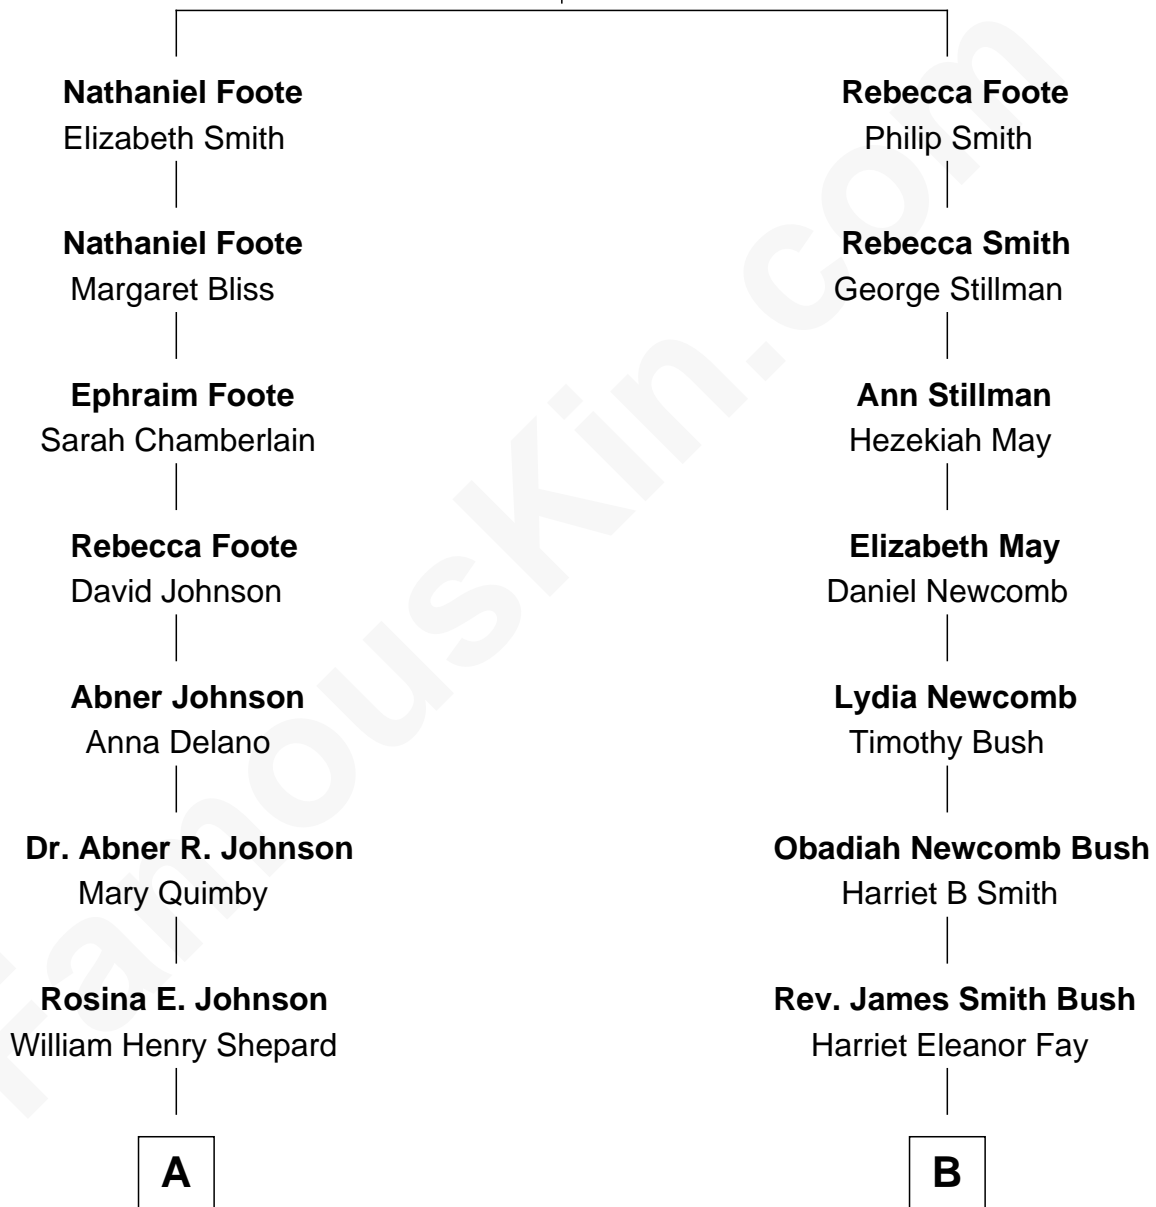 Nathaniel Foote
Elizabeth Smith
Nathaniel Foote
Margaret Bliss
Ephraim Foote
Sarah Chamberlain
Rebecca Foote
David Johnson
Abner Johnson
Anna Delano
Dr. Abner R. Johnson
Mary Quimby
Rosina E. Johnson
William Henry Shepard
A
Rebecca Foote
Philip Smith
Rebecca Smith
George Stillman
Ann Stillman
Hezekiah May
Elizabeth May
Daniel Newcomb
Lydia Newcomb
Timothy Bush
Obadiah Newcomb Bush
Harriet B Smith
Rev. James Smith Bush
Harriet Eleanor Fay
B
FamousKin.com